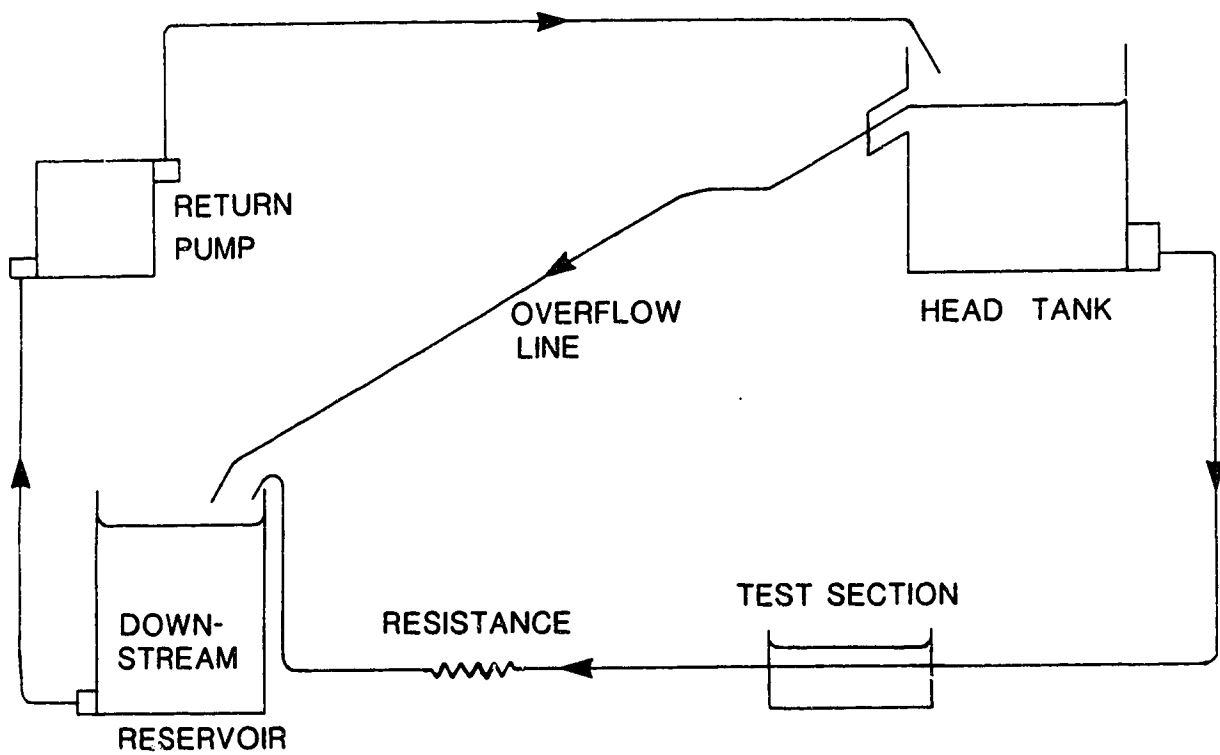 RETURN
PUMP
OVERFLOW
LINE
HEAD TANK
TEST SECTION
RESISTANCE
DOWN-
STREAM
RESERVOIR